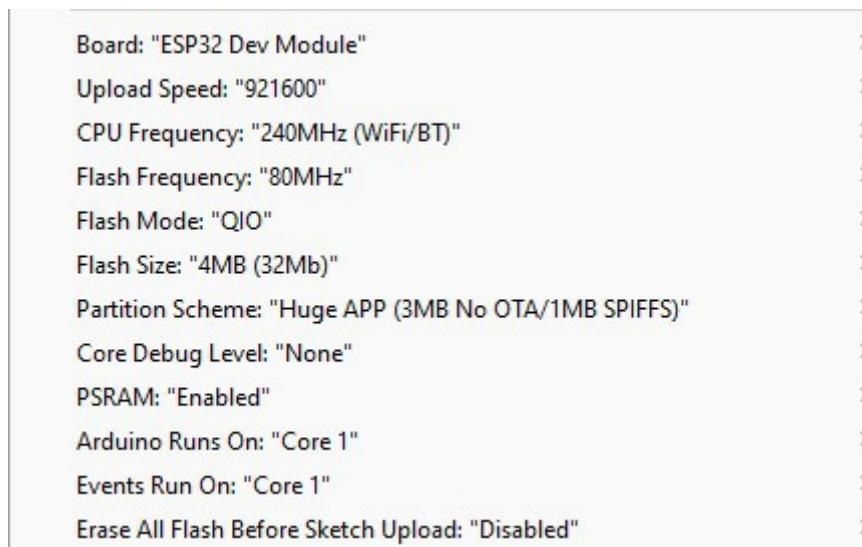 Board: "ESP32 Dev Module"
Upload Speed: "921600"
CPU Frequency: "240MHz (WiFi/BT)"
Flash Frequency: "80MHz"
Flash Mode: "QIO"
Flash Size: "4MB (32Mb)"
Partition Scheme: "Huge APP (3MB No OTA/1MB SPIFFS)"
Core Debug Level: "None"
PSRAM: "Enabled"
Arduino Runs On: "Core 1"
Events Run On: "Core 1"
Erase All Flash Before Sketch Upload: "Disabled"